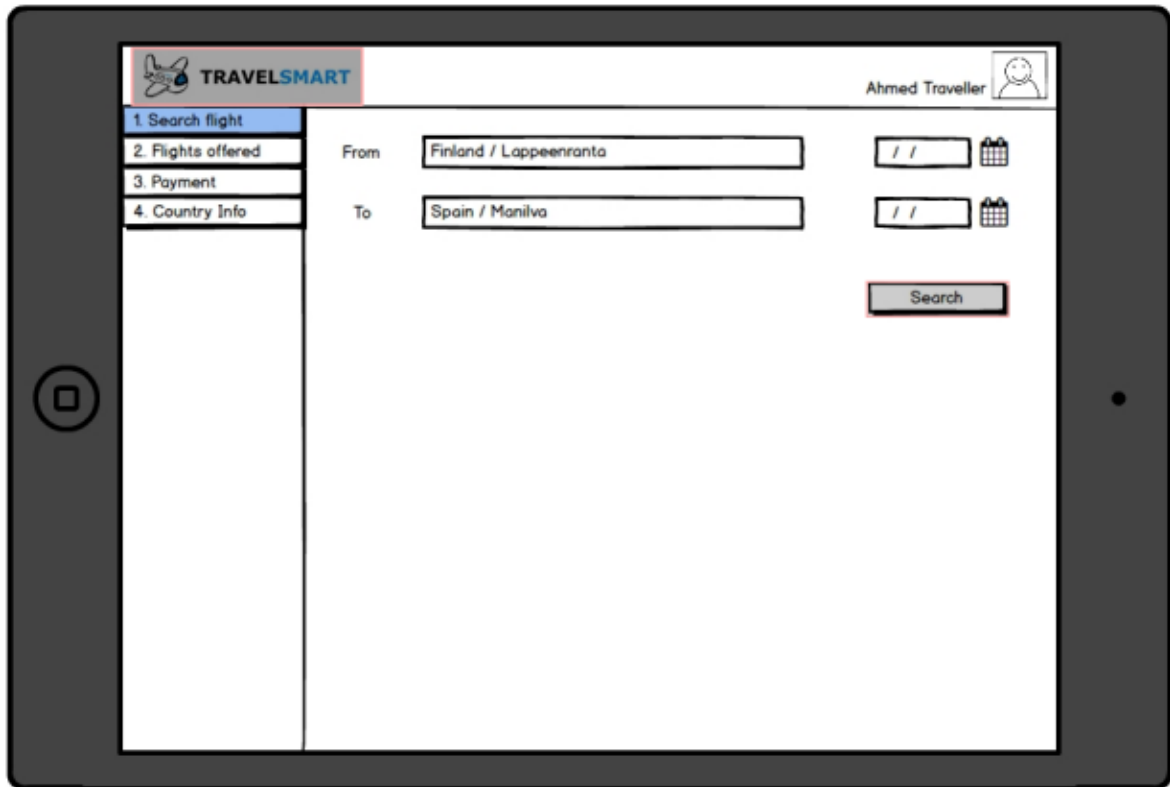 TRAVELSMART
Ahmed Traveller
1. Search flight
2. Flights offered
3. Payment
4. Country Info
From
Finland / Lappeenranta
/ /
To
Spain / Manilva
/ /
Search